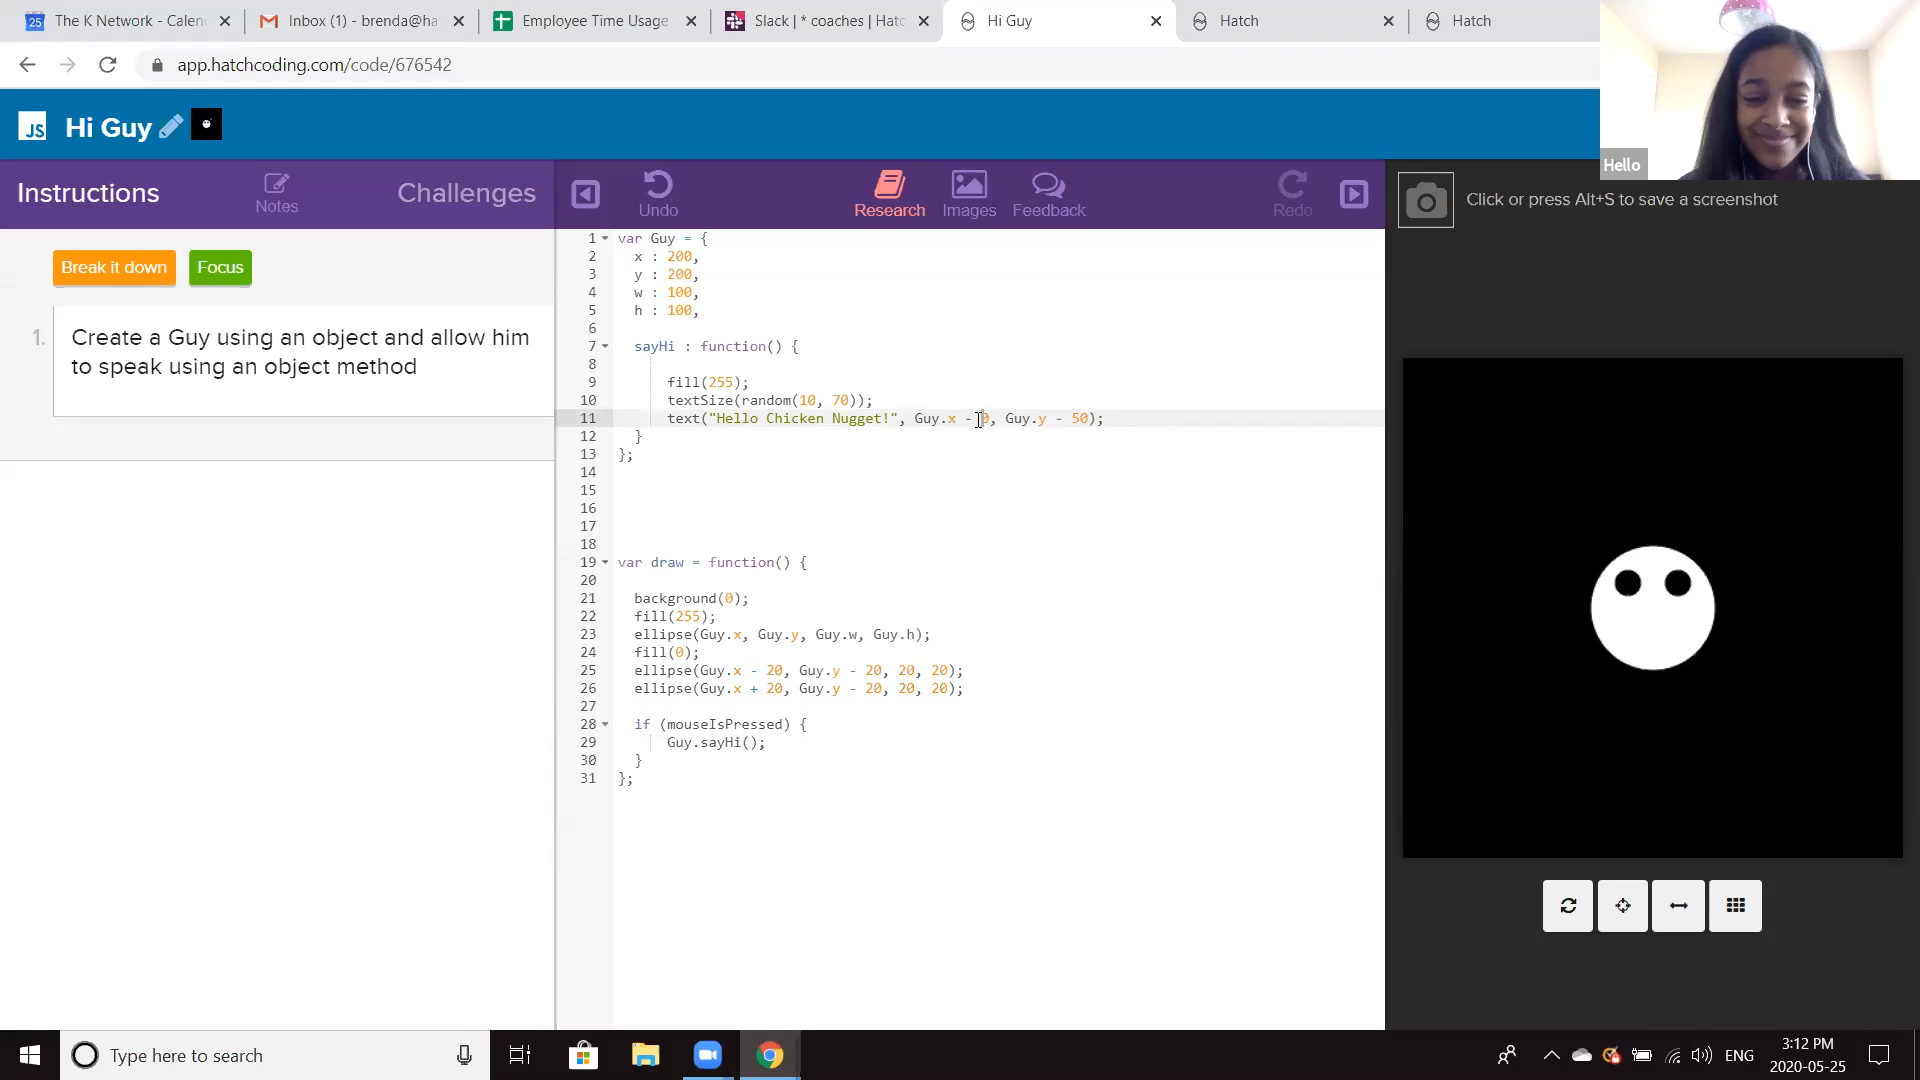 The K Network - Calen
Inbox (1) - brenda@ha
Employee Time Usage
Slack | * coaches | Hatc
Hi Guy
Hatch
Hatch
app.hatchcoding.com/code/676542
JS
Hi Guy
Hello
Instructions
Notes
Challenges
Undo
Research
Images
Feedback
Redo
Click or press Alt+S to save a screenshot
Break it down
Focus
1.
Create a Guy using an object and allow him
to speak using an object method
1 var Guy = {
2 x : 200,
3 y : 200,
4 w : 100,
5 h : 100,
6
7 sayHi : function() {
8
9 fill(255);
10 textSize(random(10, 70));
11 text("Hello Chicken Nugget!", Guy.x - 0, Guy.y - 50);
12 }
13 };
14
15
16
17
18
19 var draw = function() {
20
21 background(0);
22 fill(255);
23 ellipse(Guy.x, Guy.y, Guy.w, Guy.h);
24 fill(0);
25 ellipse(Guy.x - 20, Guy.y - 20, 20, 20);
26 ellipse(Guy.x + 20, Guy.y - 20, 20, 20);
27
28 if (mouseIsPressed) {
29 Guy.sayHi();
30 }
31 };
Type here to search
ENG
3:12 PM
2020-05-25